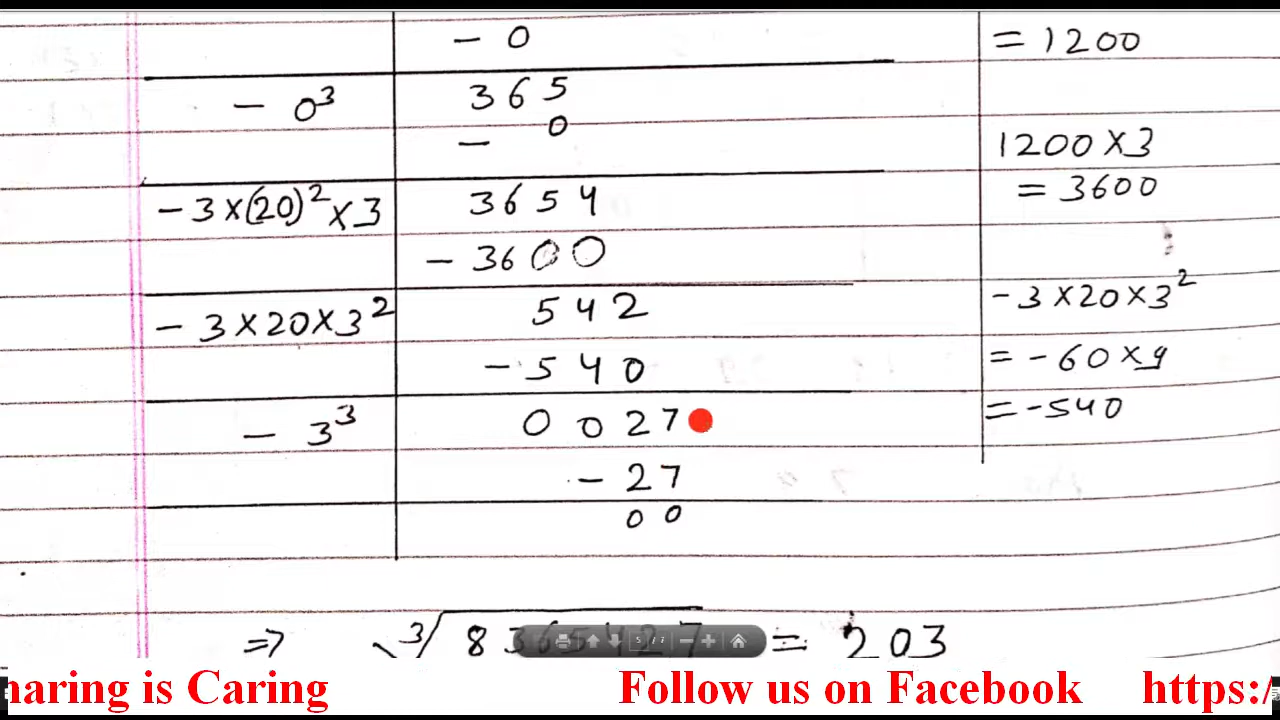 - 0 = 1200
- 0³ 365
- 0 1200 × 3
- 3 × (20)² × 3 3654 = 3600
- 3600
- 3 × 20 × 3² 542 - 3 × 20 × 3²
- 540 = - 60 × 9
- 3³ 0027 = -540
- 27
00
⇒ ∛8365427 = 203
haring is Caring Follow us on Facebook https:/